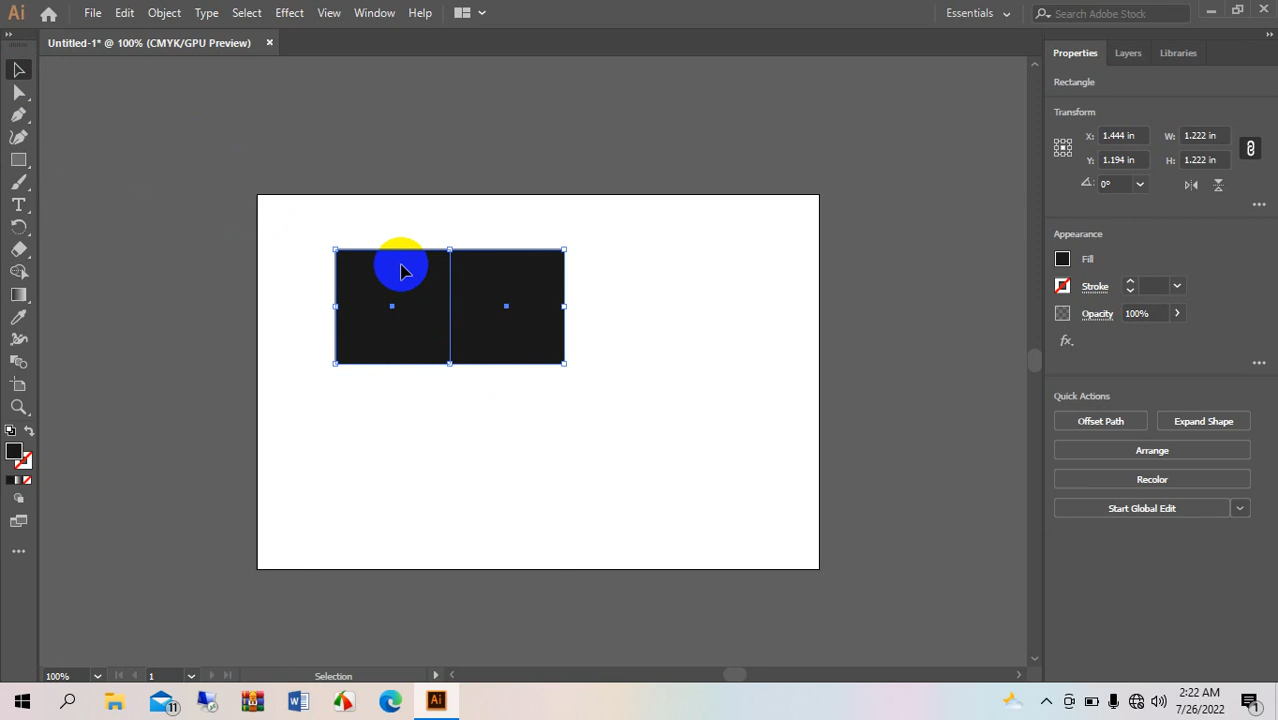 Ai File Edit Object Type Select Effect View Window Help Essentials Search Adobe Stock
Untitled-1* @ 100% (CMYK/GPU Preview)
Properties Layers Libraries
Rectangle
Transform
X: 1.444 in W: 1.222 in
Y: 1.194 in H: 1.222 in
0°
Appearance
Fill
Stroke
Opacity 100%
fx.
Quick Actions
Offset Path Expand Shape
Arrange
Recolor
Start Global Edit
100% 1 Selection
11 Ai 2:22 AM
7/26/2022 1